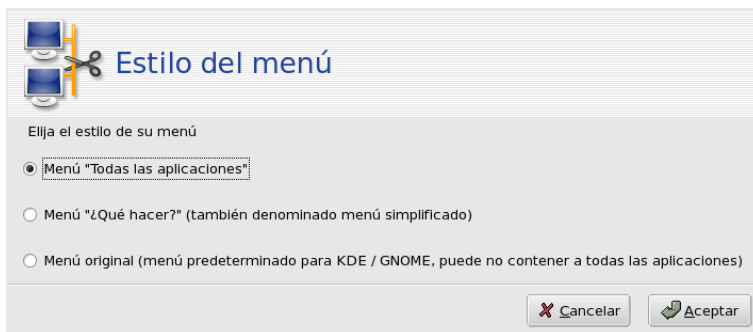 Estilo del menú
Elija el estilo de su menú
Menú "Todas las aplicaciones"
Menú "¿Qué hacer?" (también denominado menú simplificado)
Menú original (menú predeterminado para KDE / GNOME, puede no contener a todas las aplicaciones)
Cancelar
Aceptar